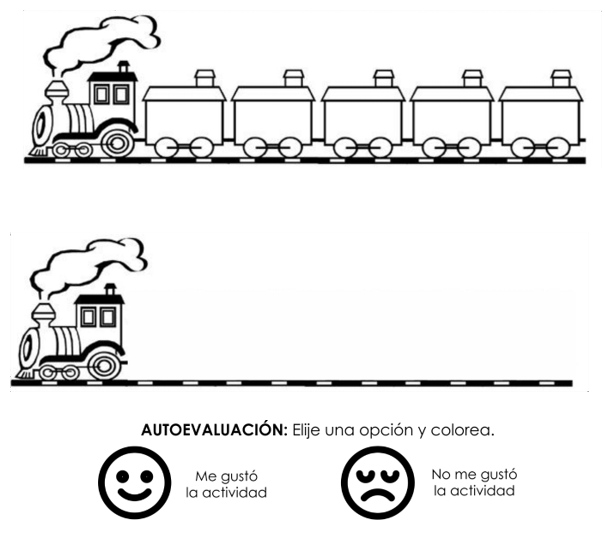 AUTOEVALUACIÓN: Elije una opción y colorea.
Me gustó
la actividad
No me gustó
la actividad